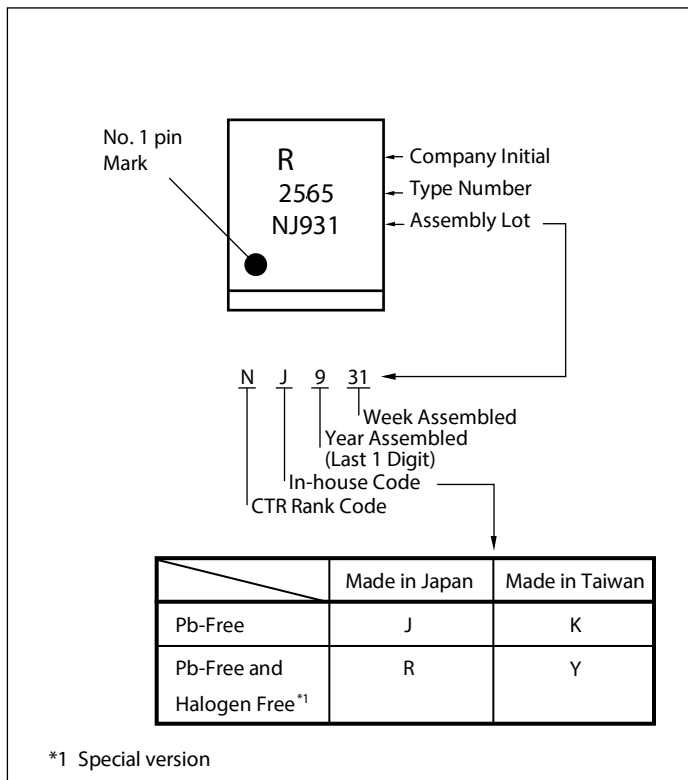 No. 1 pin
Mark
R
2565
NJ931
Company Initial
Type Number
Assembly Lot
N J 9 31
Week Assembled
Year Assembled
(Last 1 Digit)
In-house Code
CTR Rank Code
Made in Japan Made in Taiwan
Pb-Free J K
Pb-Free and R Y
Halogen Free*1
*1 Special version